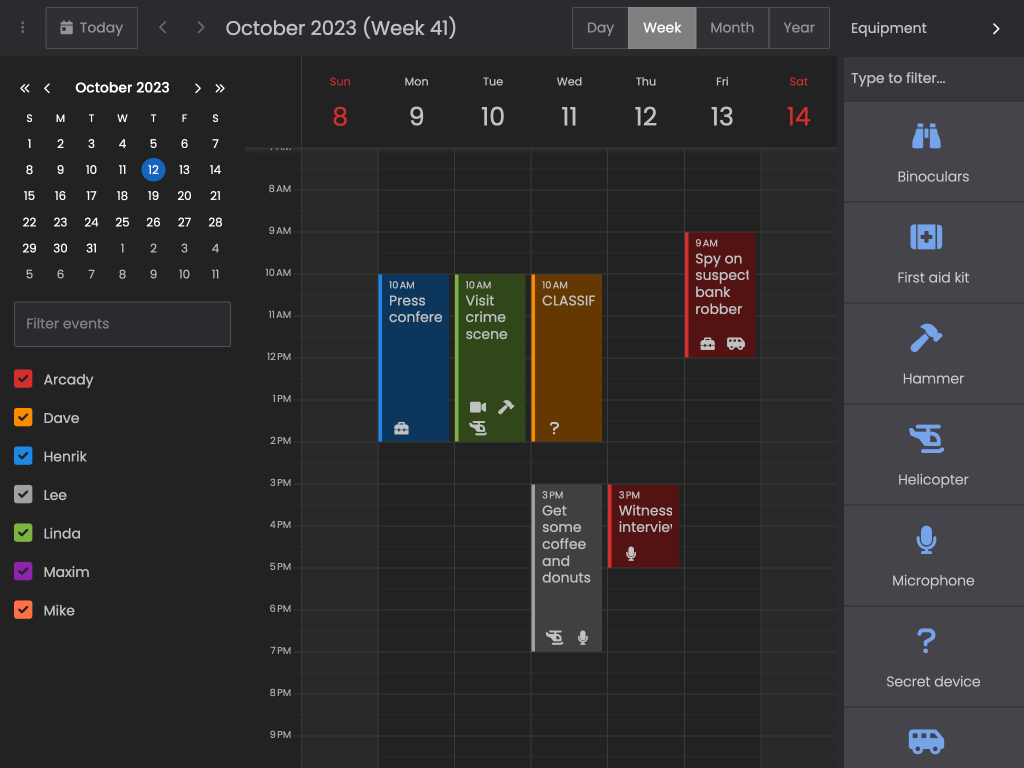 Today
October 2023 (Week 41)
Day
Week
Month
Year
Equipment
October 2023
S M T W T F S
1 2 3 4 5 6 7
8 9 10 11 12 13 14
15 16 17 18 19 20 21
22 23 24 25 26 27 28
29 30 31 1 2 3 4
5 6 7 8 9 10 11
Filter events
Arcady
Dave
Henrik
Lee
Linda
Maxim
Mike
Sun Mon Tue Wed Thu Fri Sat
8 9 10 11 12 13 14
7 AM
8 AM
9 AM
10 AM
11 AM
12 PM
1 PM
2 PM
3 PM
4 PM
5 PM
6 PM
7 PM
8 PM
9 PM
10 AM
Press
confere
10 AM
Visit
crime
scene
10 AM
CLASSIF
?
3 PM
Get
some
coffee
and
donuts
3 PM
Witness
intervie
9 AM
Spy on
suspect
bank
robber
Type to filter...
Binoculars
First aid kit
Hammer
Helicopter
Microphone
?
Secret device